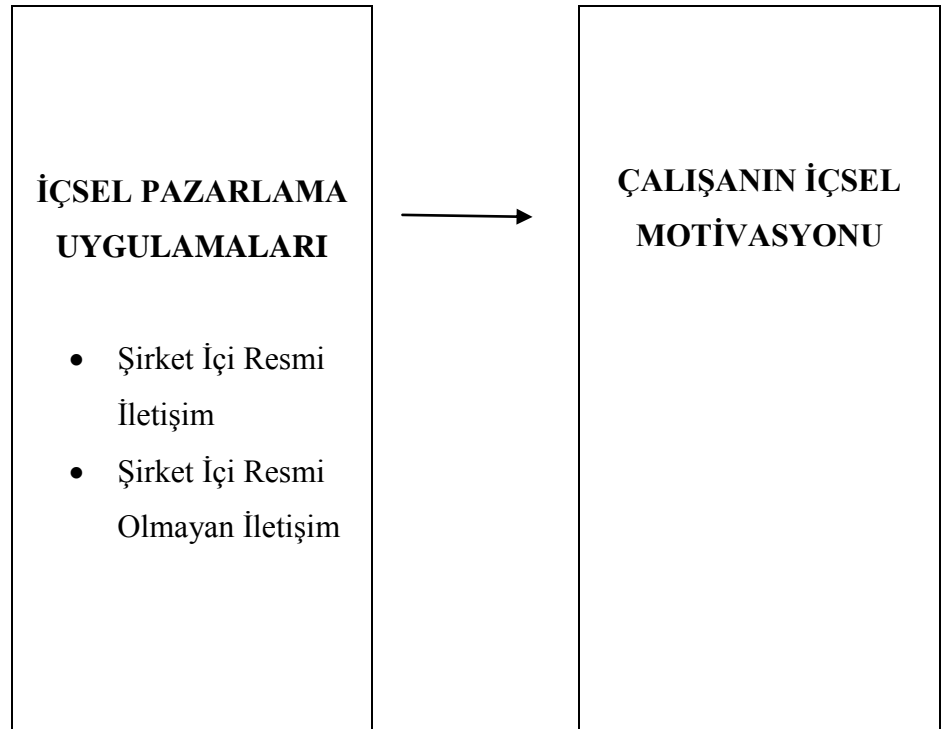 İÇSEL PAZARLAMA
UYGULAMALARI
• Şirket İçi Resmi
İletişim
• Şirket İçi Resmi
Olmayan İletişim
ÇALIŞANIN İÇSEL
MOTİVASYONU